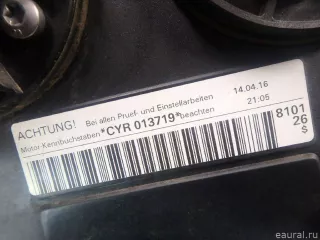 ACHTUNG! Bei allen Pruef- und Einstellarbeiten 14.04.16
Motor-Kennbuchstaben *CYR 013719* beachten 21:05
8101
26
$
eaural.ru